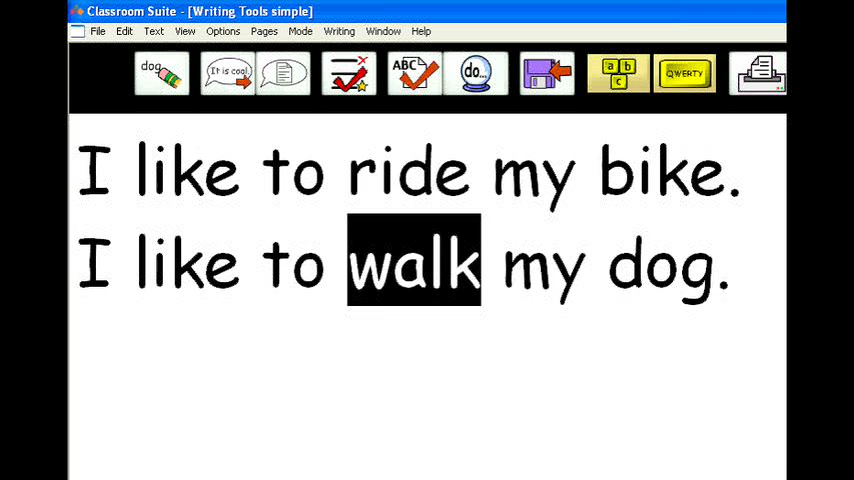 Classroom Suite - [Writing Tools simple]
File Edit Text View Options Pages Mode Writing Window Help
dog It is cool. ABC do... a b c QWERTY
I like to ride my bike.
I like to walk my dog.